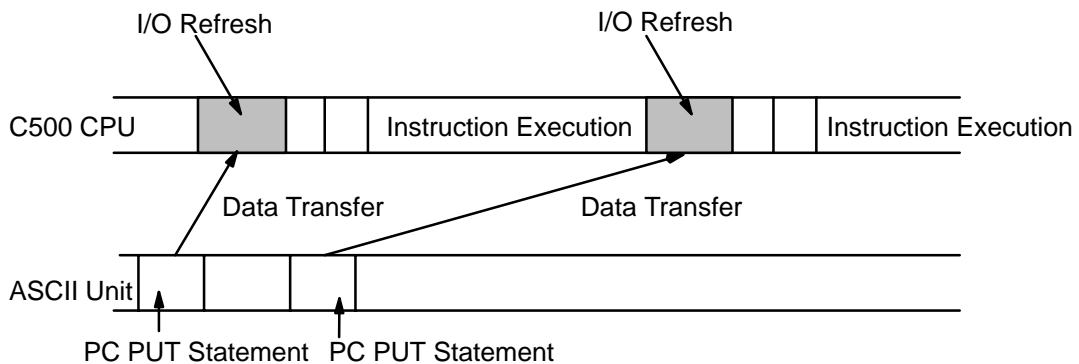 I/O Refresh
I/O Refresh
C500 CPU
Instruction Execution
Instruction Execution
Data Transfer
Data Transfer
ASCII Unit
PC PUT Statement
PC PUT Statement